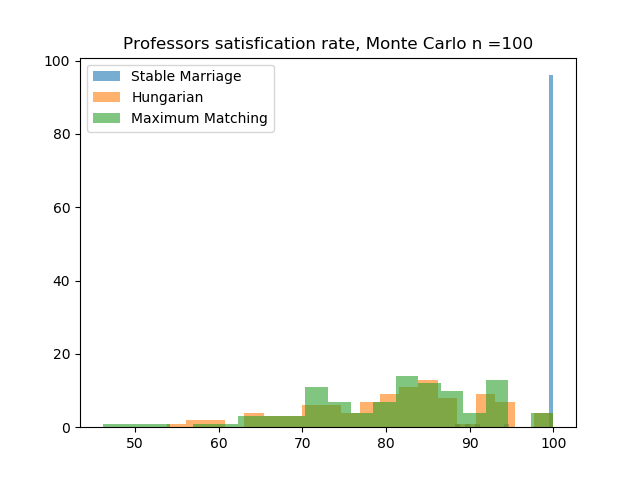 Professors satisfication rate, Monte Carlo n =100
Stable Marriage
Hungarian
Maximum Matching
100
80
60
40
20
0
50 60 70 80 90 100